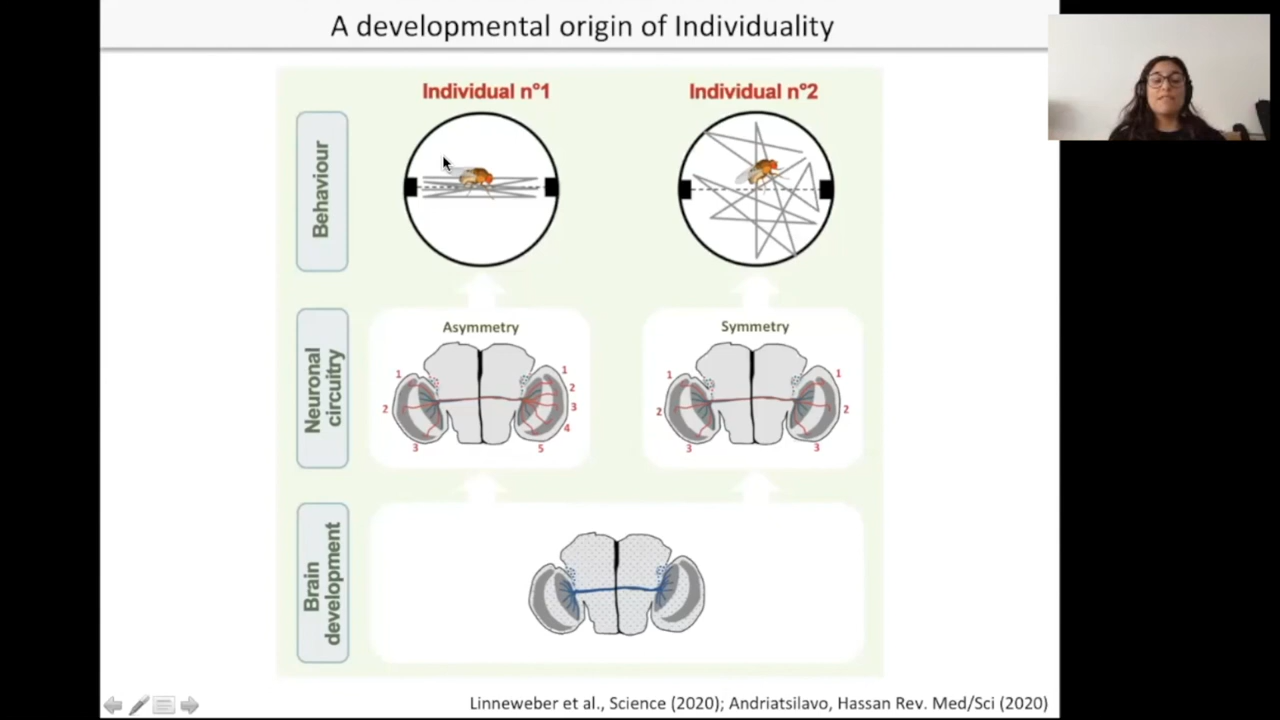 A developmental origin of Individuality
Individual n°1
Individual n°2
Behaviour
Neuronal
circuitry
Asymmetry
1
2
3
1
2
3
4
5
Symmetry
1
2
3
1
2
3
Brain
development
Linneweber et al., Science (2020); Andriatsilavo, Hassan Rev. Med/Sci (2020)